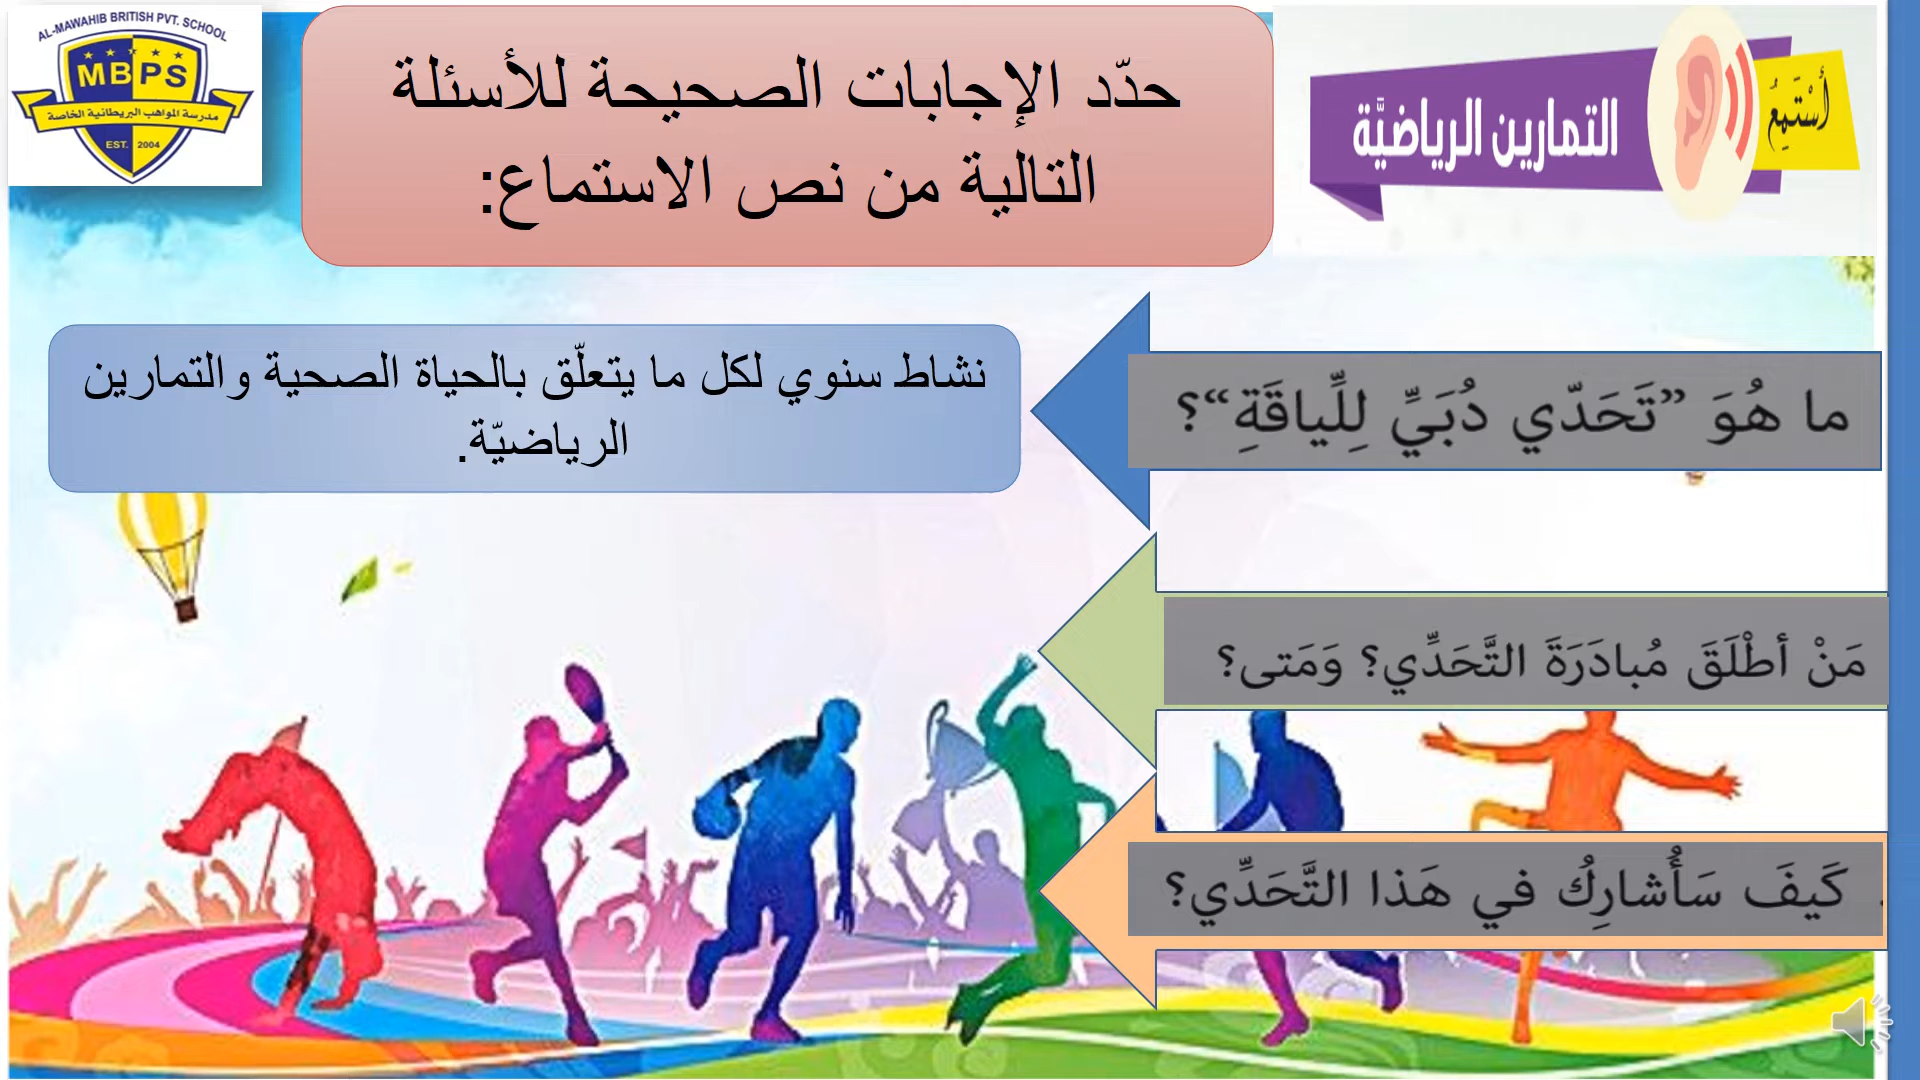 AL-MAWAHIB BRITISH PVT. SCHOOL
MBPS
مدرسة المواهب البريطانية الخاصة
EST. 2004
حدّد الإجابات الصحيحة للأسئلة
التالية من نص الاستماع:
أَسْتَمِعُ
التمارين الرياضيَّة
ما هُوَ ”تَحَدّي دُبَيِّ لِلِّياقَةِ“؟
نشاط سنوي لكل ما يتعلّق بالحياة الصحية والتمارين
الرياضيّة.
مَنْ أطْلَقَ مُبادَرَةَ التَّحَدِّي؟ وَمَتى؟
كَيفَ سَأُشارِكُ في هَذا التَّحَدِّي؟